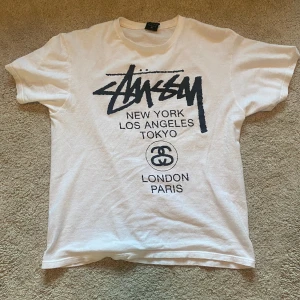 Stüssy
NEW YORK
LOS ANGELES
TOKYO
LONDON
PARIS